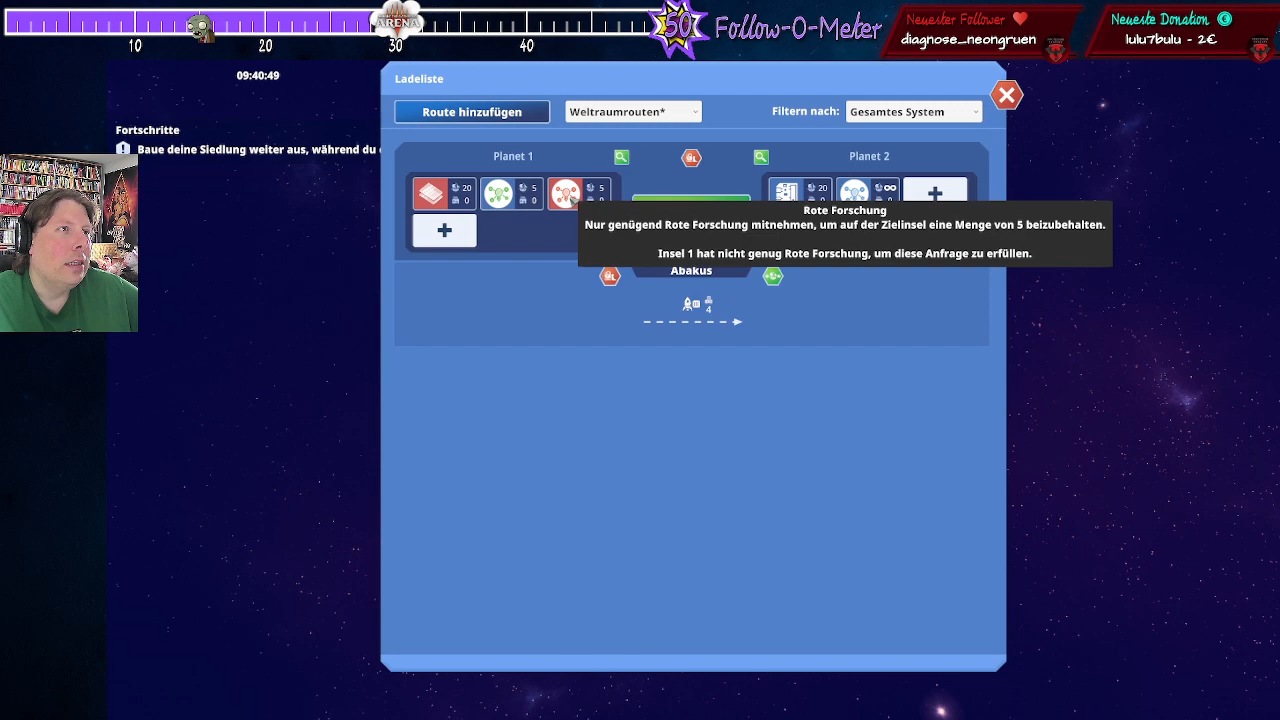 10
20
30
40
ARENA
50
Follow-O-Meter
Neuester Follower
diagnose_neongruen
Neueste Donation
lulu7bulu - 2€
09:40:49
Fortschritte
Baue deine Siedlung weiter aus, während du
Ladeliste
Route hinzufügen
Weltraumrouten*
Filtern nach:
Gesamtes System
Planet 1
Planet 2
20
0
5
0
5
0
20
∞
Rote Forschung
Nur genügend Rote Forschung mitnehmen, um auf der Zielinsel eine Menge von 5 beizubehalten.
Insel 1 hat nicht genug Rote Forschung, um diese Anfrage zu erfüllen.
Abakus
4